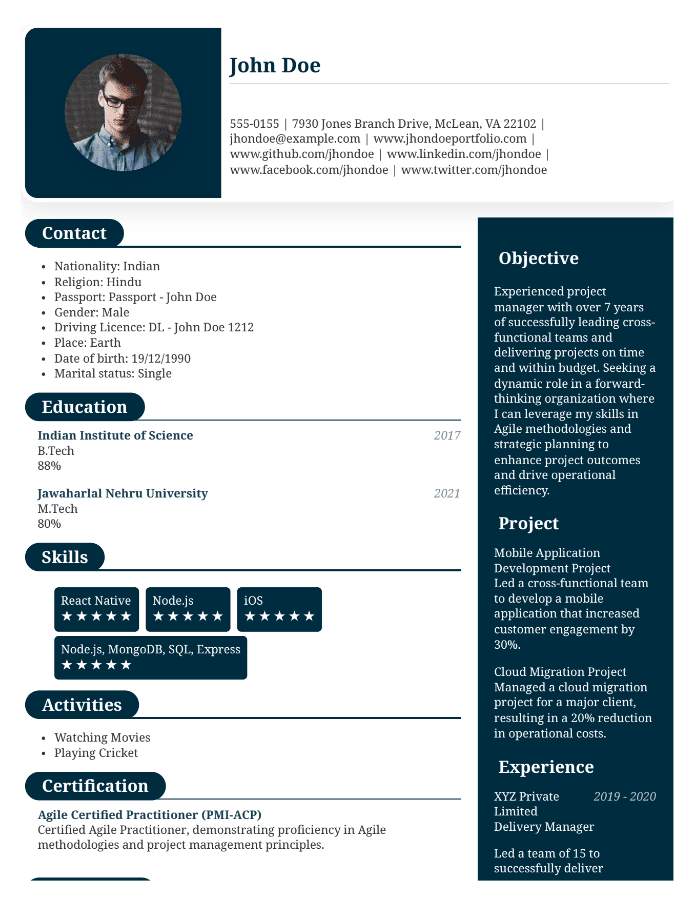 John Doe
555-0155 | 7930 Jones Branch Drive, McLean, VA 22102 |
jhondoe@example.com | www.jhondoeportfolio.com |
www.github.com/jhondoe | www.linkedin.com/jhondoe |
www.facebook.com/jhondoe | www.twitter.com/jhondoe
Contact
• Nationality: Indian
• Religion: Hindu
• Passport: Passport - John Doe
• Gender: Male
• Driving Licence: DL - John Doe 1212
• Place: Earth
• Date of birth: 19/12/1990
• Marital status: Single
Education
Indian Institute of Science 2017
B.Tech
88%
Jawaharlal Nehru University 2021
M.Tech
80%
Skills
React Native Node.js iOS
★★★★★ ★★★★★ ★★★★★
Node.js, MongoDB, SQL, Express
★★★★★
Activities
• Watching Movies
• Playing Cricket
Certification
Agile Certified Practitioner (PMI-ACP)
Certified Agile Practitioner, demonstrating proficiency in Agile
methodologies and project management principles.
Objective
Experienced project
manager with over 7 years
of successfully leading cross-
functional teams and
delivering projects on time
and within budget. Seeking a
dynamic role in a forward-
thinking organization where
I can leverage my skills in
Agile methodologies and
strategic planning to
enhance project outcomes
and drive operational
efficiency.
Project
Mobile Application
Development Project
Led a cross-functional team
to develop a mobile
application that increased
customer engagement by
30%.
Cloud Migration Project
Managed a cloud migration
project for a major client,
resulting in a 20% reduction
in operational costs.
Experience
XYZ Private 2019 - 2020
Limited
Delivery Manager
Led a team of 15 to
successfully deliver